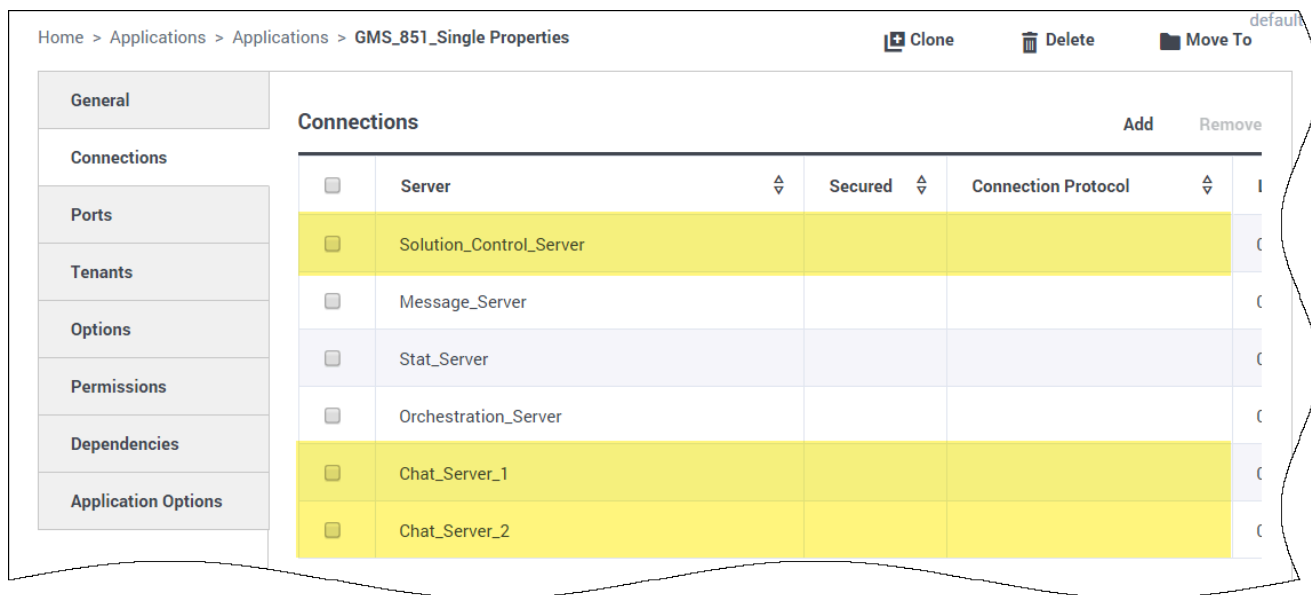 default
Home > Applications > Applications > GMS_851_Single Properties
Clone Delete Move To
General
Connections
Ports
Tenants
Options
Permissions
Dependencies
Application Options
Connections
Add Remove
Server Secured Connection Protocol
Solution_Control_Server
Message_Server
Stat_Server
Orchestration_Server
Chat_Server_1
Chat_Server_2